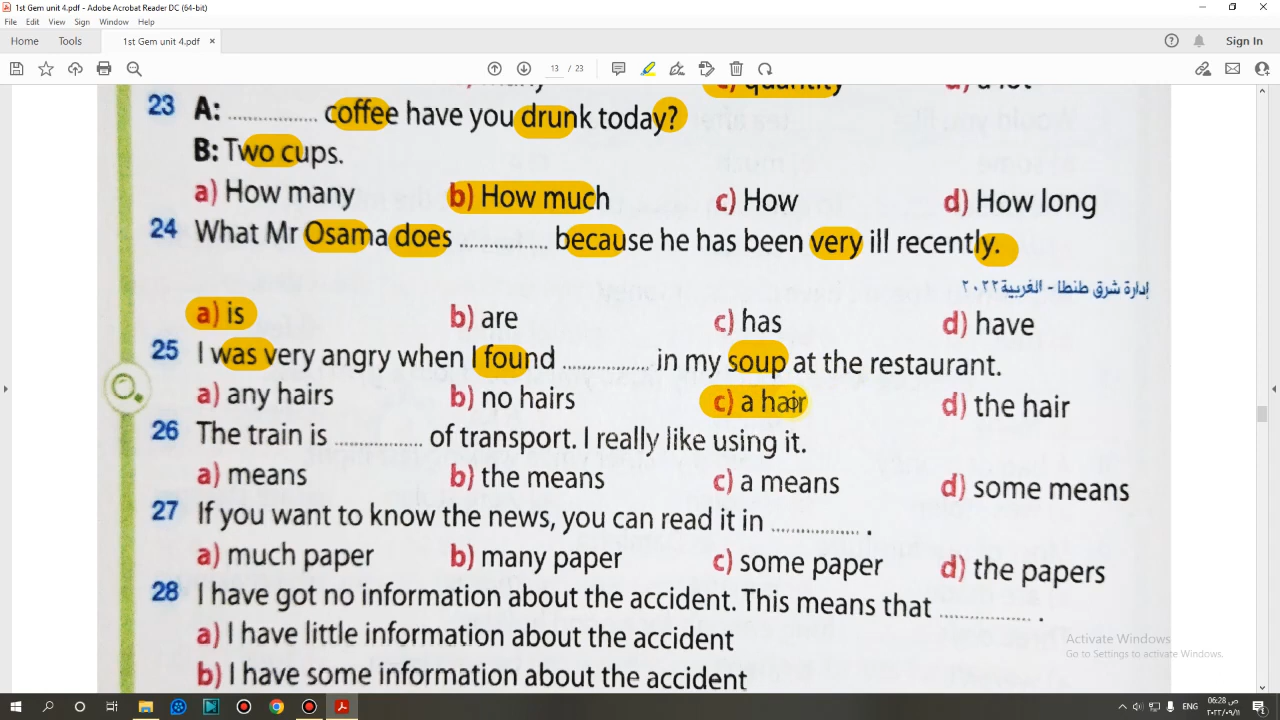 1st Gem unit 4.pdf - Adobe Acrobat Reader DC (64-bit)
File Edit View Sign Window Help
Home Tools 1st Gem unit 4.pdf × Sign In
13 / 23
quantity
23 A: .................. coffee have you drunk today?
B: Two cups.
a) How many b) How much c) How d) How long
24 What Mr Osama does .................. because he has been very ill recently.
إدارة شرق طنطا - الغربية ٢٠٢٢
a) is b) are c) has d) have
25 I was very angry when I found .................. in my soup at the restaurant.
a) any hairs b) no hairs c) a hair d) the hair
26 The train is .................. of transport. I really like using it.
a) means b) the means c) a means d) some means
27 If you want to know the news, you can read it in .................. .
a) much paper b) many paper c) some paper d) the papers
28 I have got no information about the accident. This means that .................. .
a) I have little information about the accident
b) I have some information about the accident
Activate Windows
Go to Settings to activate Windows.
ENG
06:28 ص